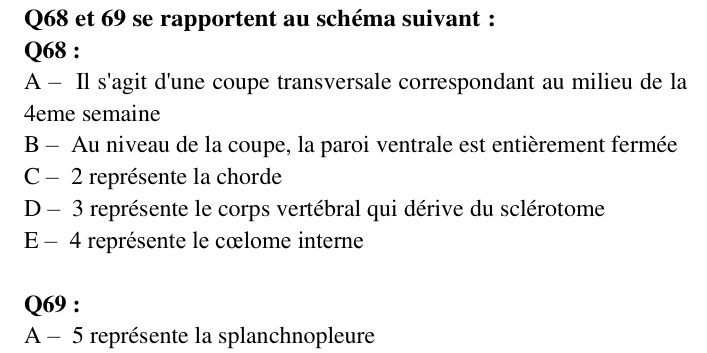 Q68 et 69 se rapportent au schéma suivant :
Q68 :
A – Il s'agit d'une coupe transversale correspondant au milieu de la
4eme semaine
B – Au niveau de la coupe, la paroi ventrale est entièrement fermée
C – 2 représente la chorde
D – 3 représente le corps vertébral qui dérive du sclérotome
E – 4 représente le cœlome interne
Q69 :
A – 5 représente la splanchnopleure